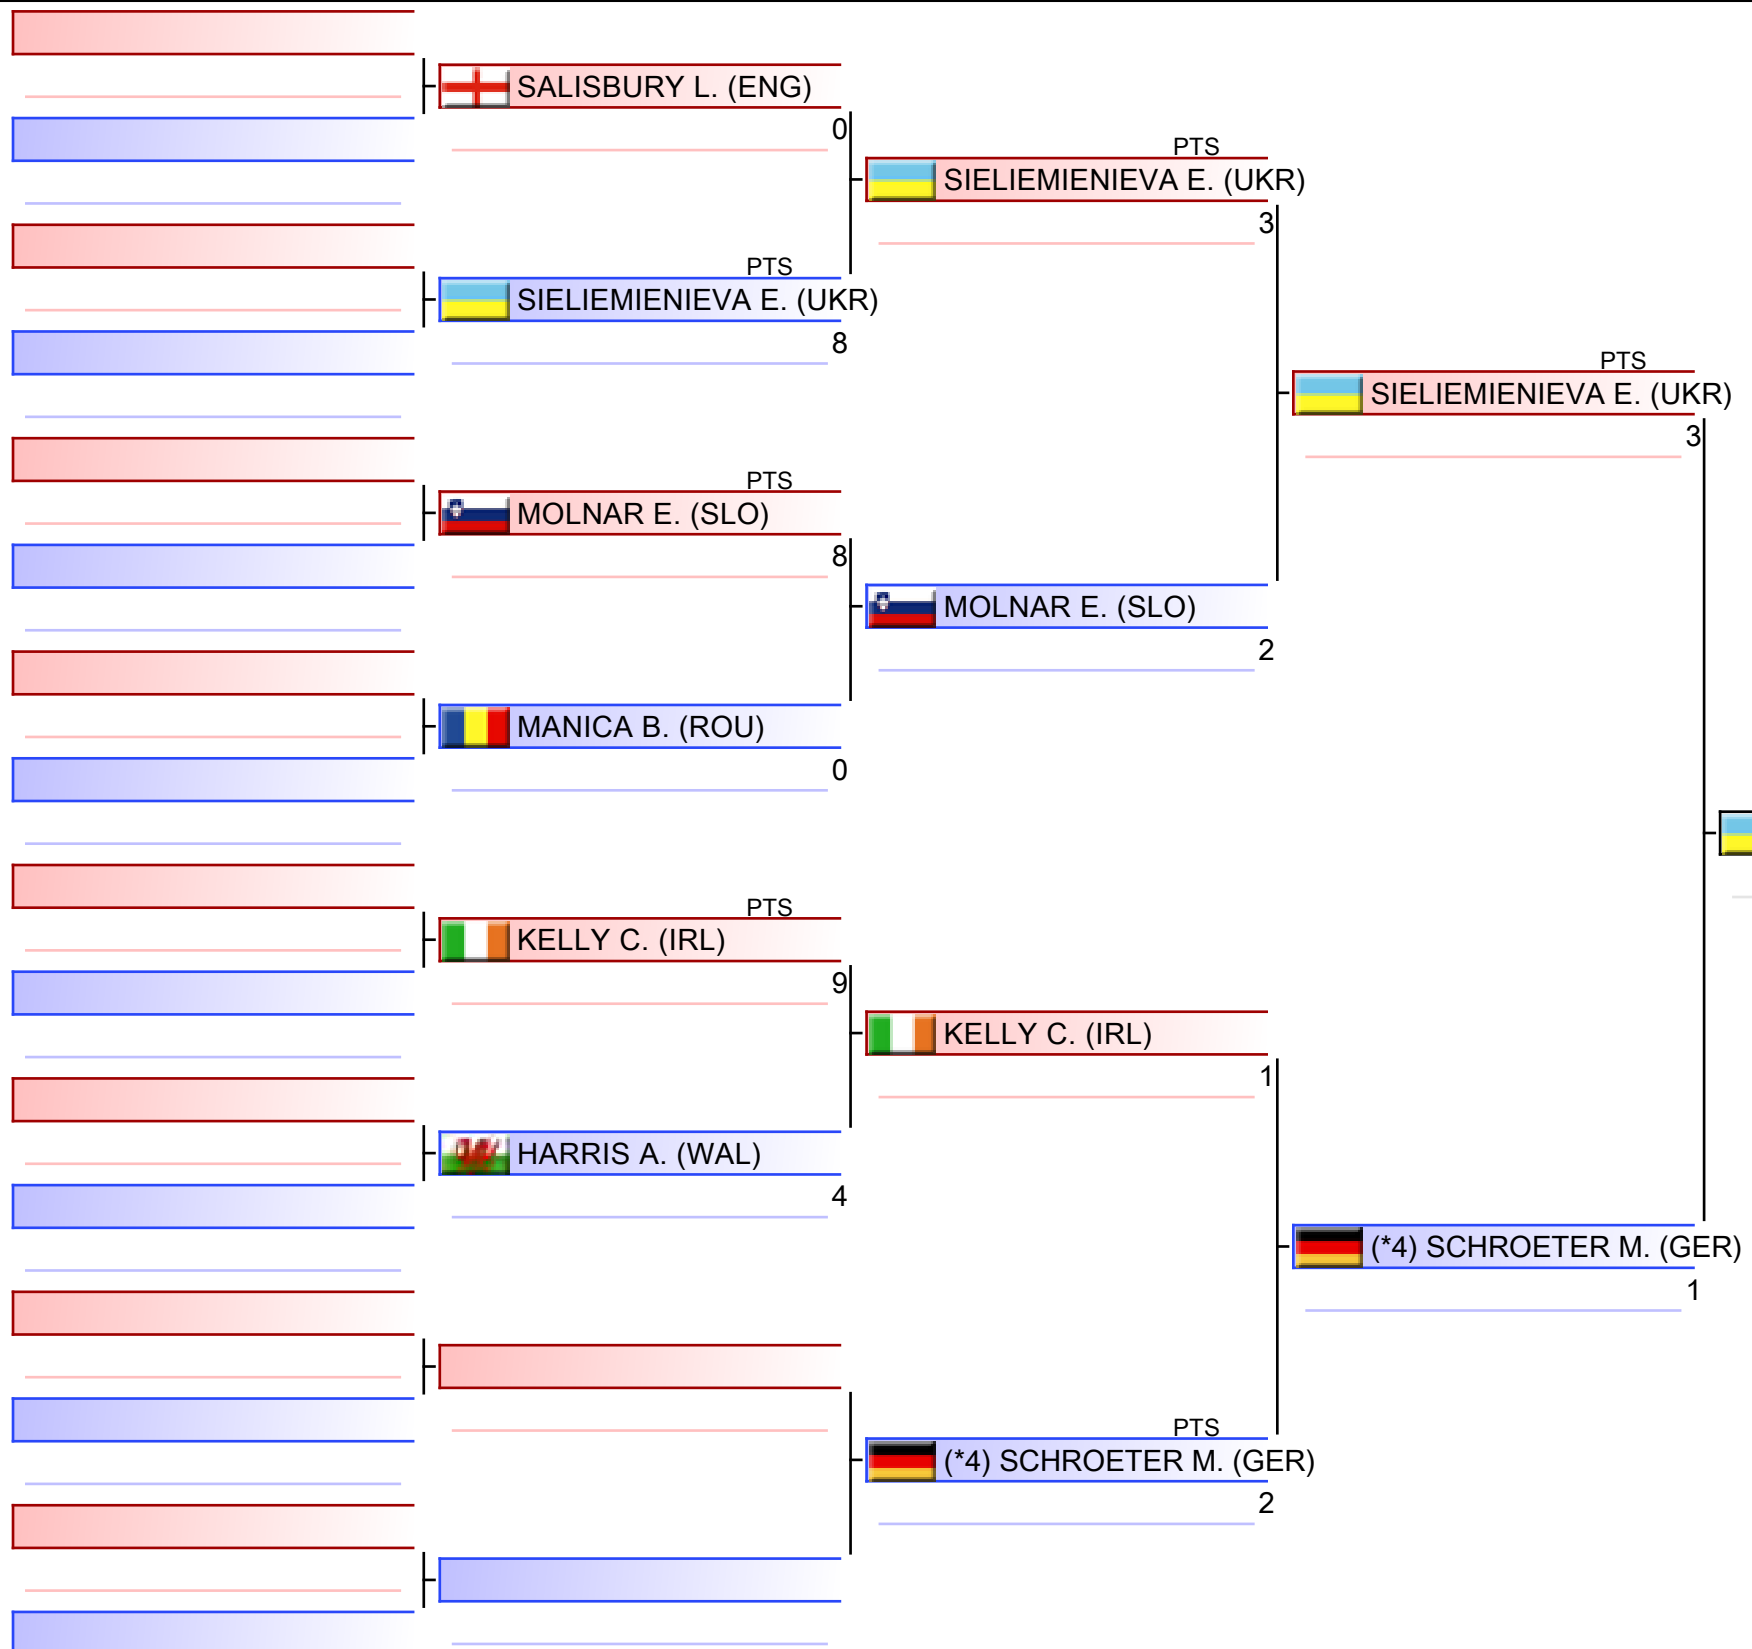 SALISBURY L. (ENG)
0
PTS
SIELIEMIENIEVA E. (UKR)
3
PTS
SIELIEMIENIEVA E. (UKR)
8
PTS
SIELIEMIENIEVA E. (UKR)
3
PTS
MOLNAR E. (SLO)
8
MOLNAR E. (SLO)
2
MANICA B. (ROU)
0
PTS
KELLY C. (IRL)
9
KELLY C. (IRL)
1
HARRIS A. (WAL)
4
(*4) SCHROETER M. (GER)
1
PTS
(*4) SCHROETER M. (GER)
2